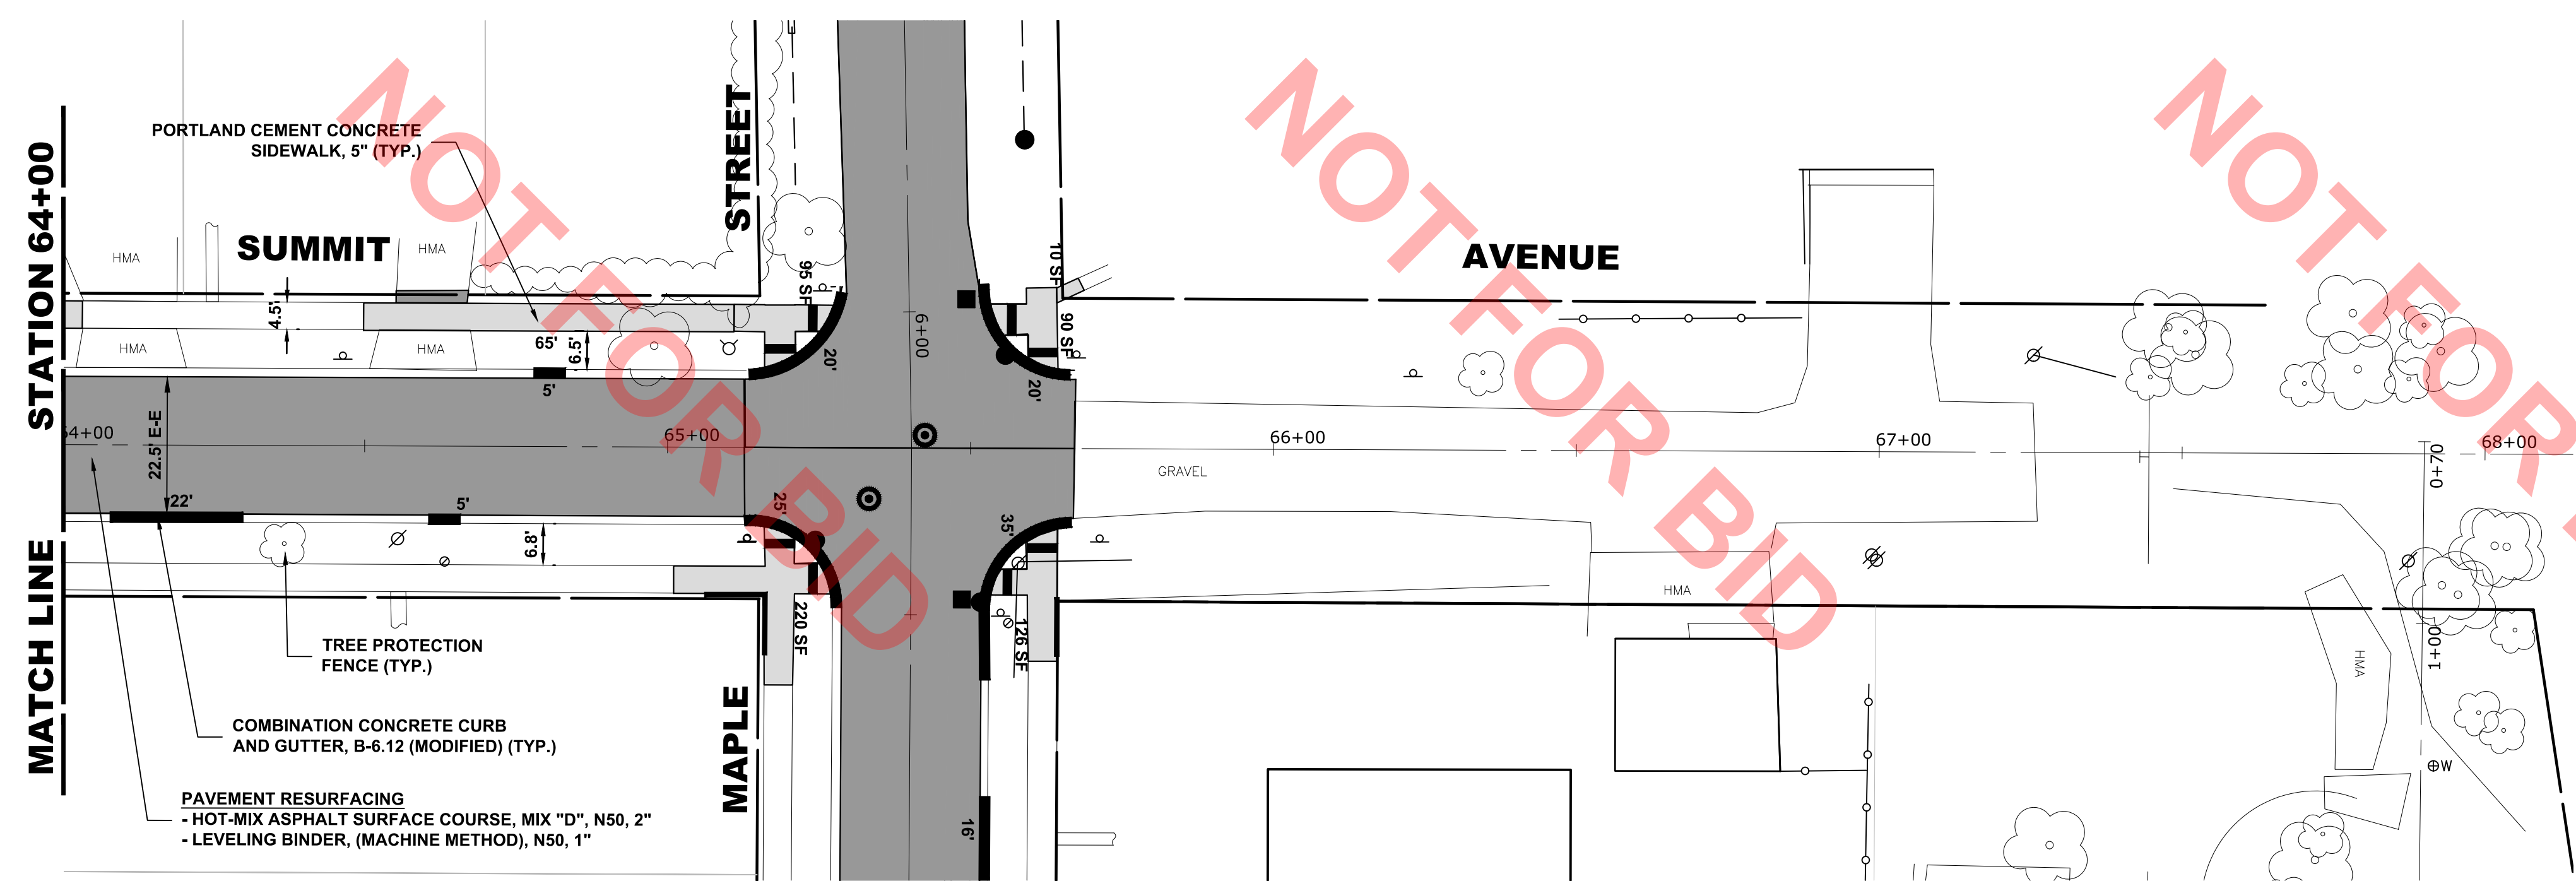 STATION 64+00
MATCH LINE
PORTLAND CEMENT CONCRETE
SIDEWALK, 5" (TYP.)
SUMMIT
STREET
AVENUE
HMA
HMA
HMA
HMA
4.5'
65'
6.5'
5'
95 SF
20'
6+00
10 SF
90 SF
20'
64+00
65+00
66+00
67+00
68+00
0+70
22.5' E-E
22'
5'
6.8'
25'
35'
GRAVEL
HMA
220 SF
126 SF
1+00
HMA
W
16'
MAPLE
TREE PROTECTION
FENCE (TYP.)
COMBINATION CONCRETE CURB
AND GUTTER, B-6.12 (MODIFIED) (TYP.)
PAVEMENT RESURFACING
- HOT-MIX ASPHALT SURFACE COURSE, MIX "D", N50, 2"
- LEVELING BINDER, (MACHINE METHOD), N50, 1"
NOT FOR BID
NOT FOR BID
NOT FOR